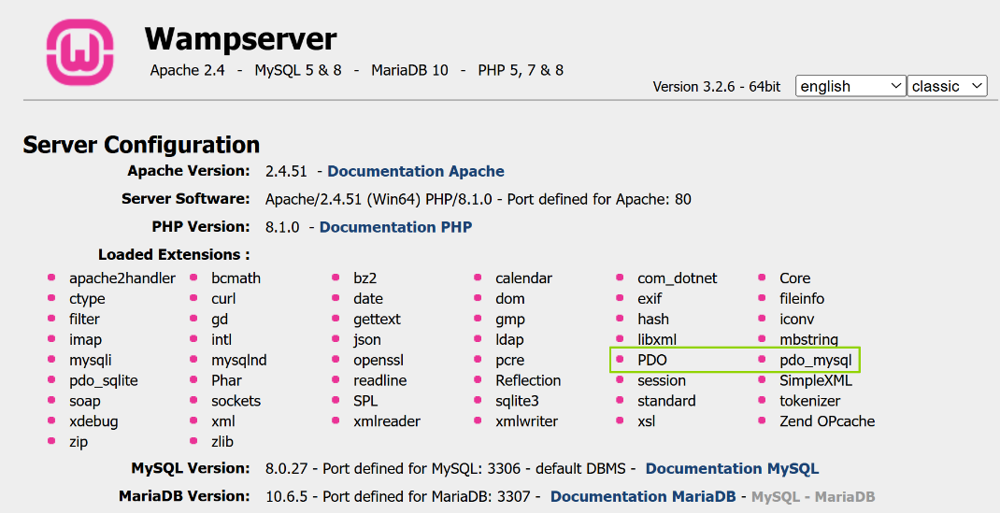 Wampserver
Apache 2.4 - MySQL 5 & 8 - MariaDB 10 - PHP 5, 7 & 8
Version 3.2.6 - 64bit english classic
Server Configuration
Apache Version: 2.4.51 - Documentation Apache
Server Software: Apache/2.4.51 (Win64) PHP/8.1.0 - Port defined for Apache: 80
PHP Version: 8.1.0 - Documentation PHP
Loaded Extensions :
apache2handler bcmath bz2 calendar com_dotnet Core
ctype curl date dom exif fileinfo
filter gd gettext gmp hash iconv
imap intl json ldap libxml mbstring
mysqli mysqlnd openssl pcre PDO pdo_mysql
pdo_sqlite Phar readline Reflection session SimpleXML
soap sockets SPL sqlite3 standard tokenizer
xdebug xml xmlreader xmlwriter xsl Zend OPcache
zip zlib
MySQL Version: 8.0.27 - Port defined for MySQL: 3306 - default DBMS - Documentation MySQL
MariaDB Version: 10.6.5 - Port defined for MariaDB: 3307 - Documentation MariaDB - MySQL - MariaDB